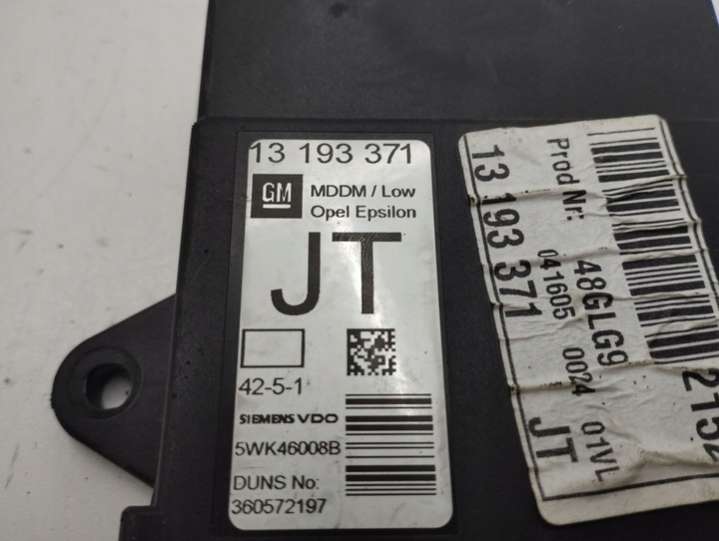 13 193 371
GM
MDDM / Low
Opel Epsilon
JT
42-5-1
SIEMENS VDO
5WK46008B
DUNS No:
360572197
Prod Nr: 48GLG9
041605 0024 01VL
13 193 371 JT